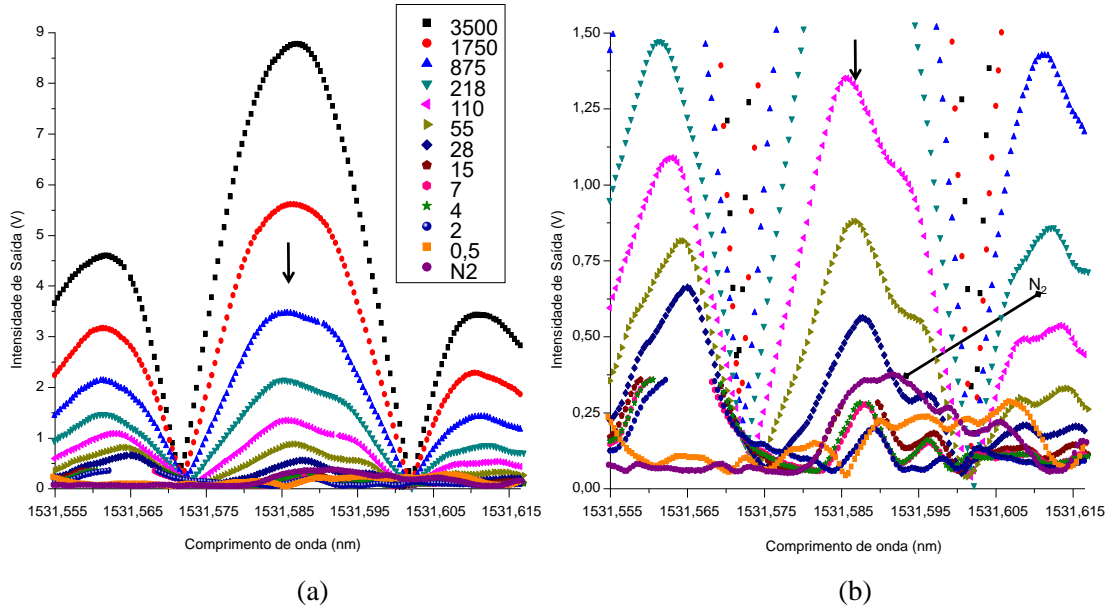 9
8
7
6
5
4
3
2
1
0
Intensidade de Saída (V)
1531,555 1531,565 1531,575 1531,585 1531,595 1531,605 1531,615
Comprimento de onda (nm)
3500
1750
875
218
110
55
28
15
7
4
2
0,5
N2
(a)
1,50
1,25
1,00
0,75
0,50
0,25
0,00
Intensidade de Saída (V)
N2
1531,555 1531,565 1531,575 1531,585 1531,595 1531,605 1531,615
Comprimento de onda (nm)
(b)